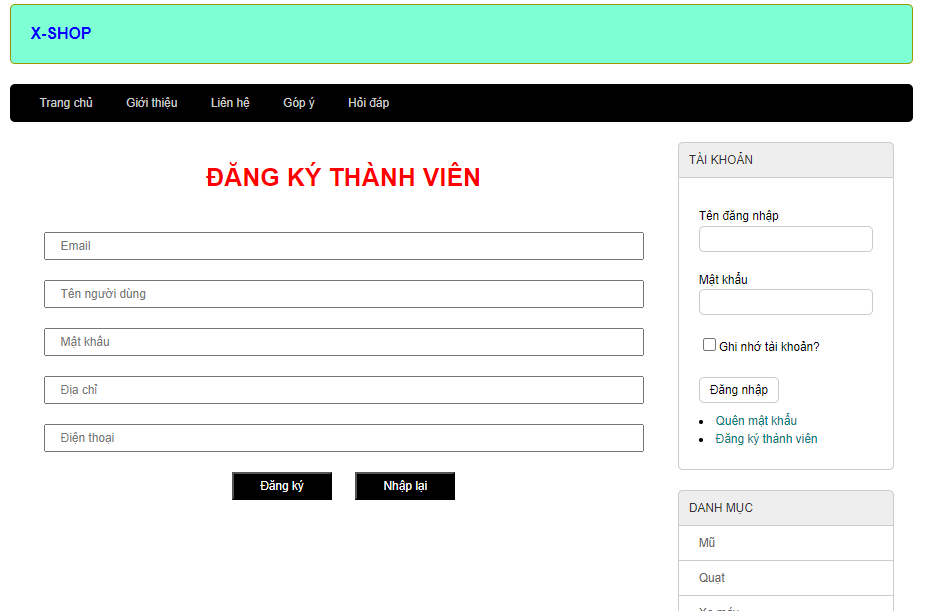 X-SHOP
Trang chủ Giới thiệu Liên hệ Góp ý Hỏi đáp
ĐĂNG KÝ THÀNH VIÊN
Email
Tên người dùng
Mật khẩu
Địa chỉ
Điện thoại
Đăng ký Nhập lại
TÀI KHOẢN
Tên đăng nhập
Mật khẩu
Ghi nhớ tài khoản?
Đăng nhập
Quên mật khẩu
Đăng ký thành viên
DANH MỤC
Mũ
Quạt
Xe máy